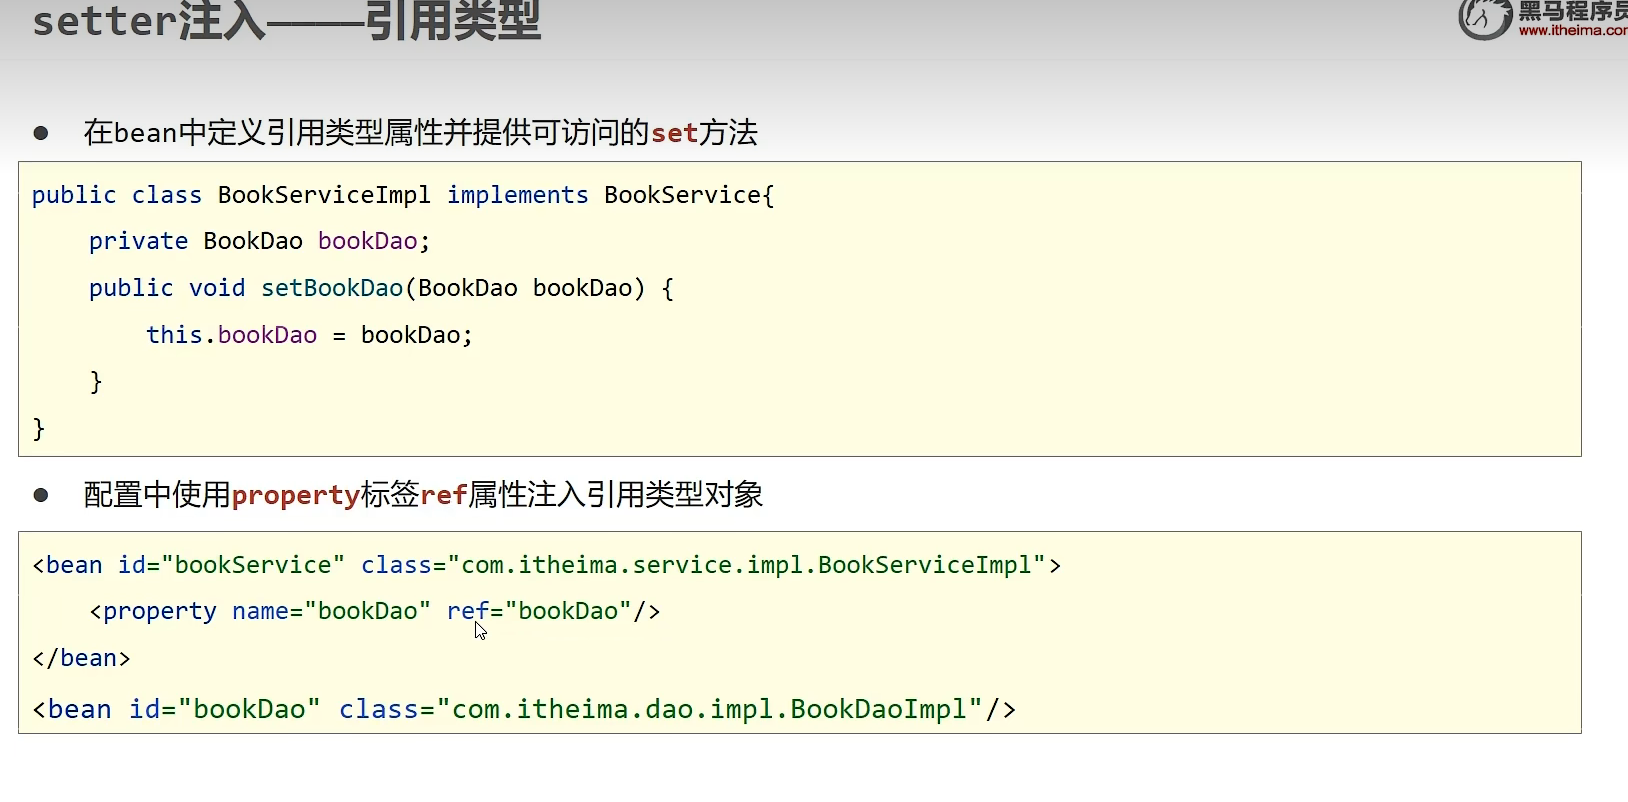 setter注入————引用类型
黑马程序员
www.itheima.com
● 在bean中定义引用类型属性并提供可访问的set方法
public class BookServiceImpl implements BookService{
    private BookDao bookDao;
    public void setBookDao(BookDao bookDao) {
        this.bookDao = bookDao;
    }
}
● 配置中使用property标签ref属性注入引用类型对象
<bean id="bookService" class="com.itheima.service.impl.BookServiceImpl">
    <property name="bookDao" ref="bookDao"/>
</bean>
<bean id="bookDao" class="com.itheima.dao.impl.BookDaoImpl"/>